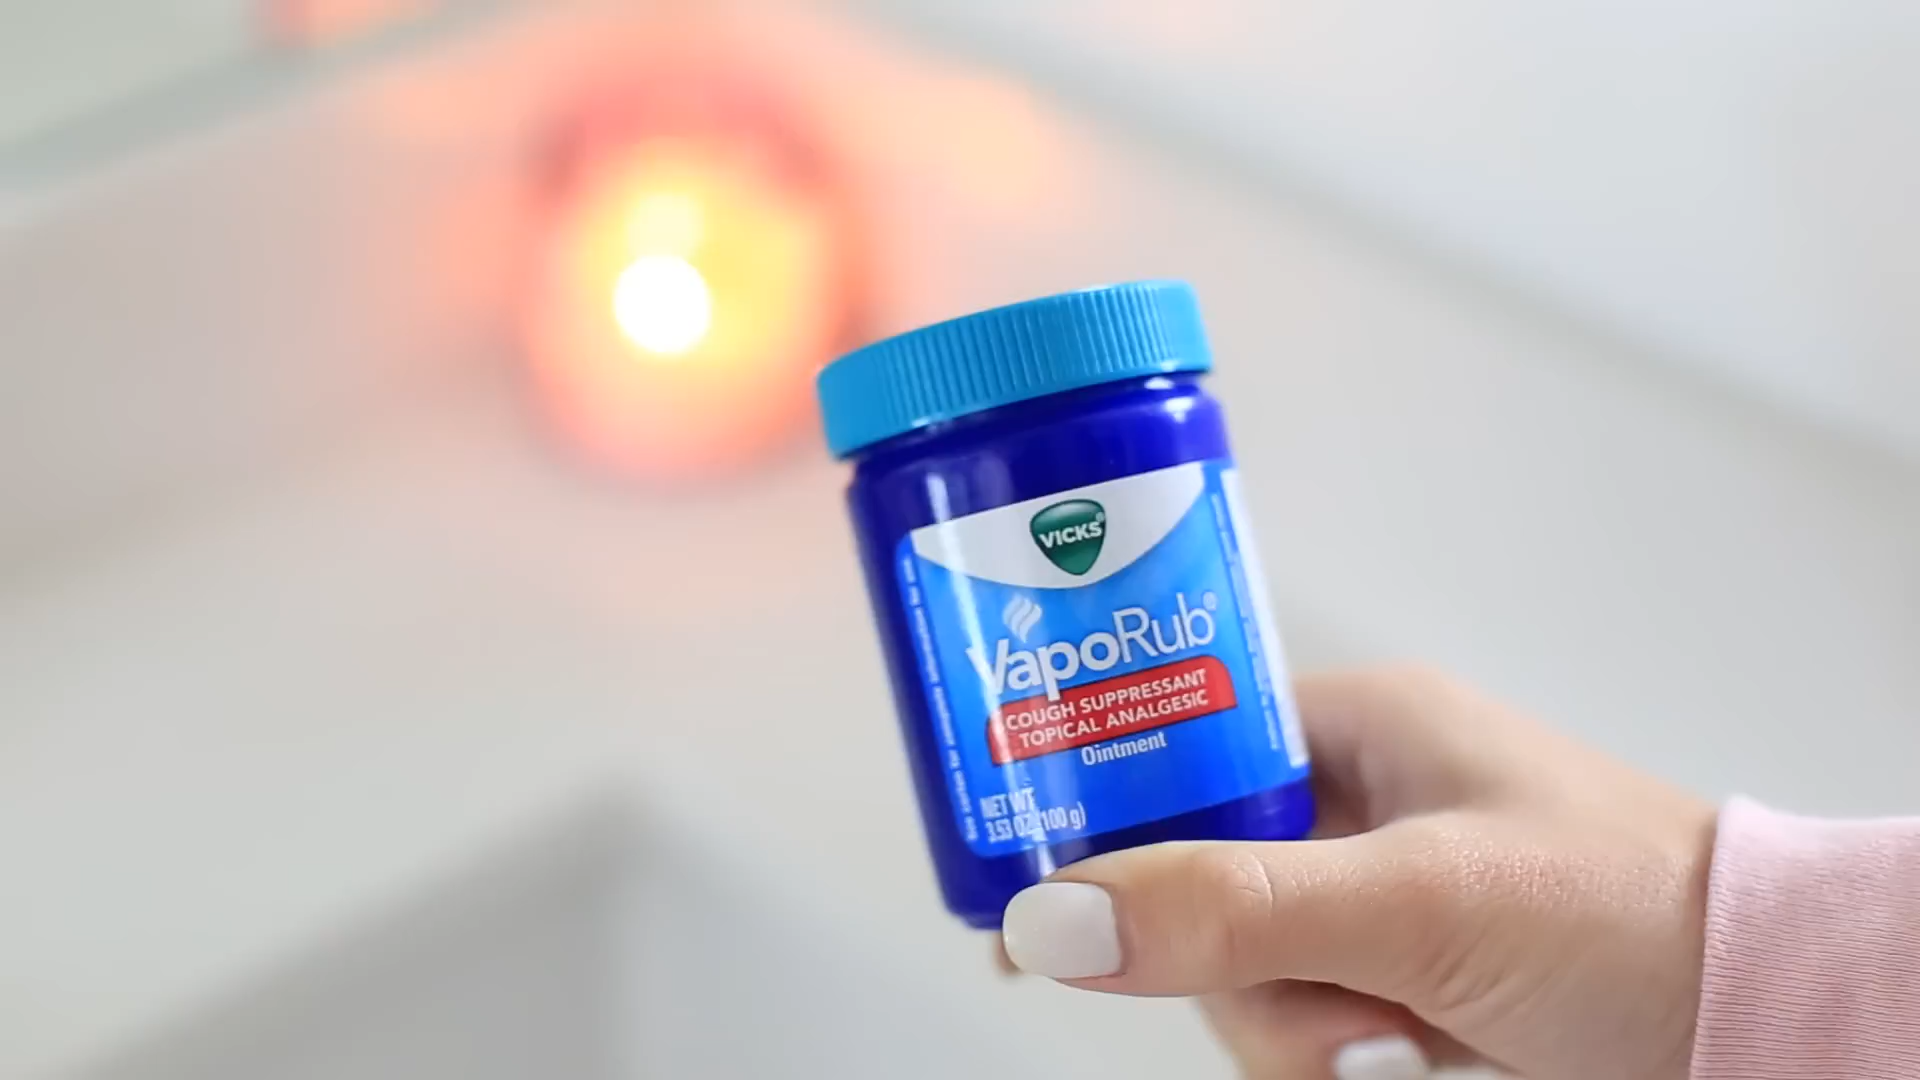 VICKS®
VapoRub®
COUGH SUPPRESSANT
TOPICAL ANALGESIC
Ointment
NET WT
3.53 OZ (100 g)